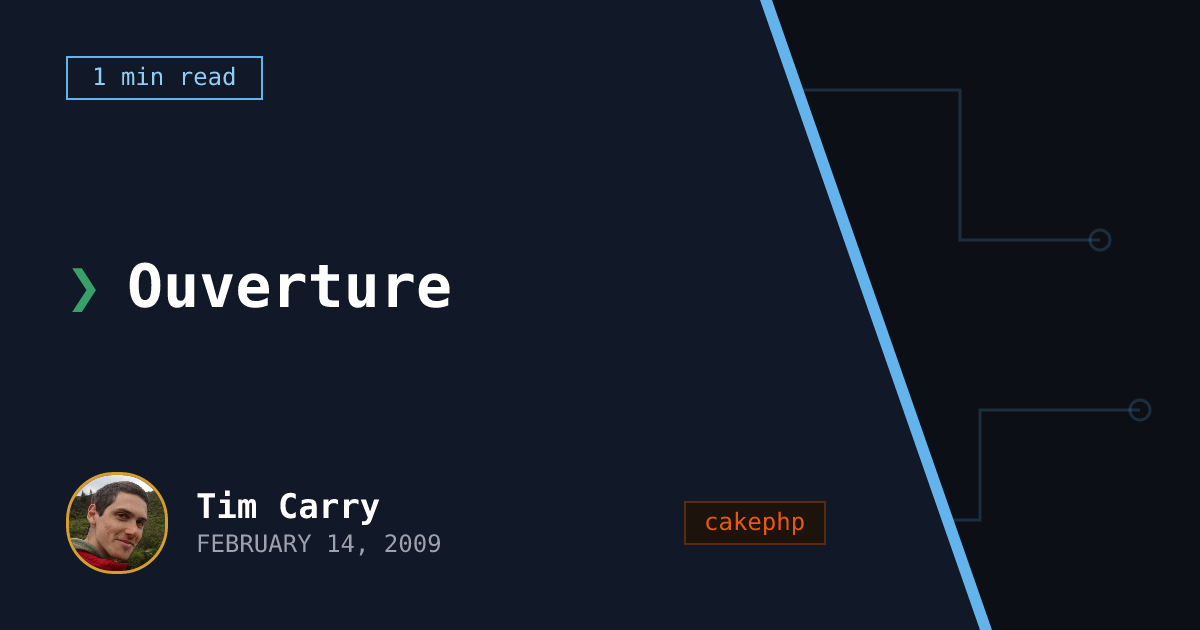 1 min read
❯ Ouverture
Tim Carry
FEBRUARY 14, 2009
cakephp